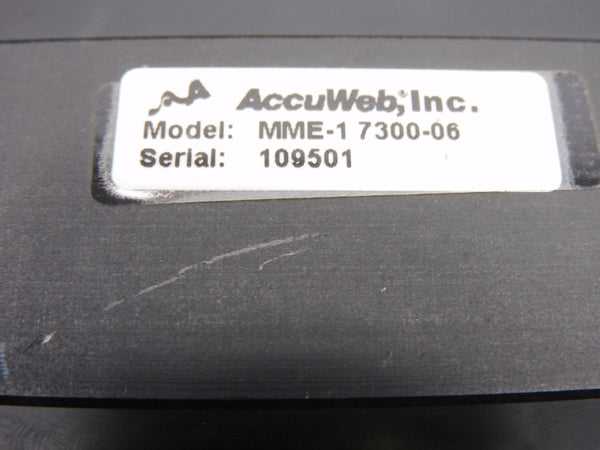 AccuWeb,® Inc.
Model: MME-1 7300-06
Serial: 109501